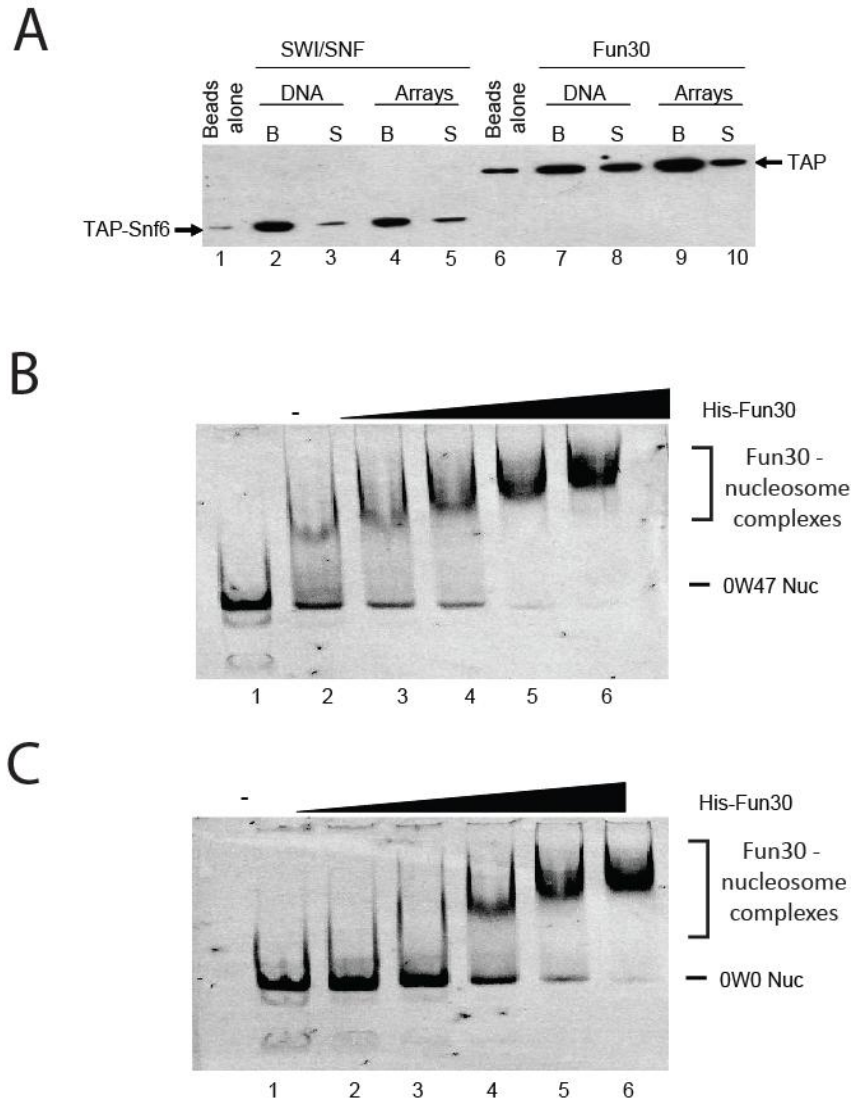 A
SWI/SNF
Fun30
Beads alone
DNA
Arrays
Beads alone
DNA
Arrays
B S B S B S B S
TAP
TAP-Snf6
1 2 3 4 5 6 7 8 9 10
B
-
His-Fun30
Fun30 -
nucleosome
complexes
0W47 Nuc
1 2 3 4 5 6
C
-
His-Fun30
Fun30 -
nucleosome
complexes
0W0 Nuc
1 2 3 4 5 6